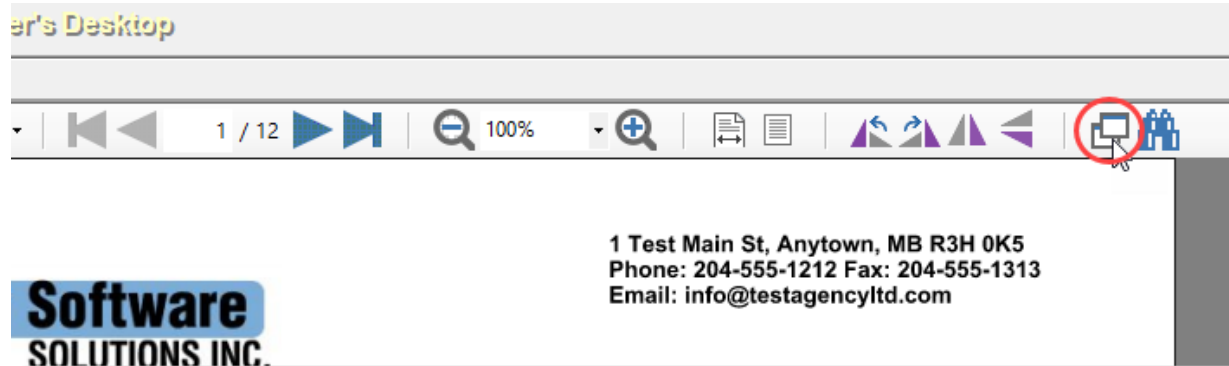 er's Desktop
1 / 12
100%
1 Test Main St, Anytown, MB R3H 0K5
Phone: 204-555-1212 Fax: 204-555-1313
Email: info@testagencyltd.com
Software
SOLUTIONS INC.